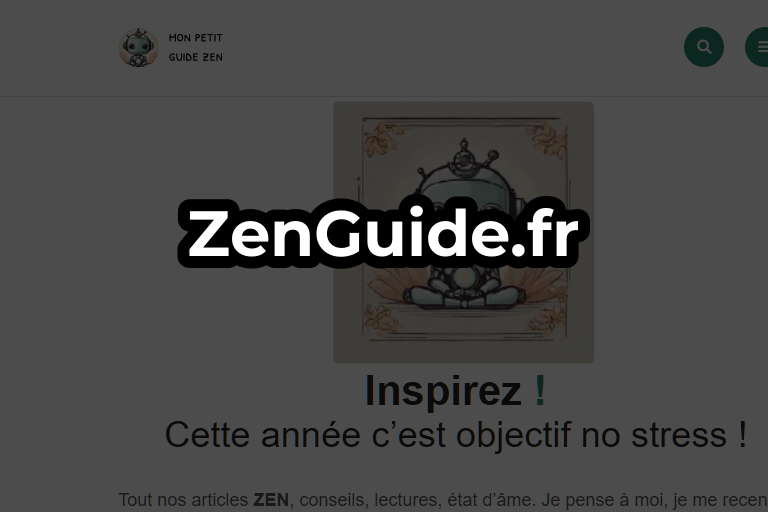 MON PETIT
GUIDE ZEN
ZenGuide.fr
Inspirez !
Cette année c’est objectif no stress !
Tout nos articles ZEN, conseils, lectures, état d’âme. Je pense à moi, je me recen